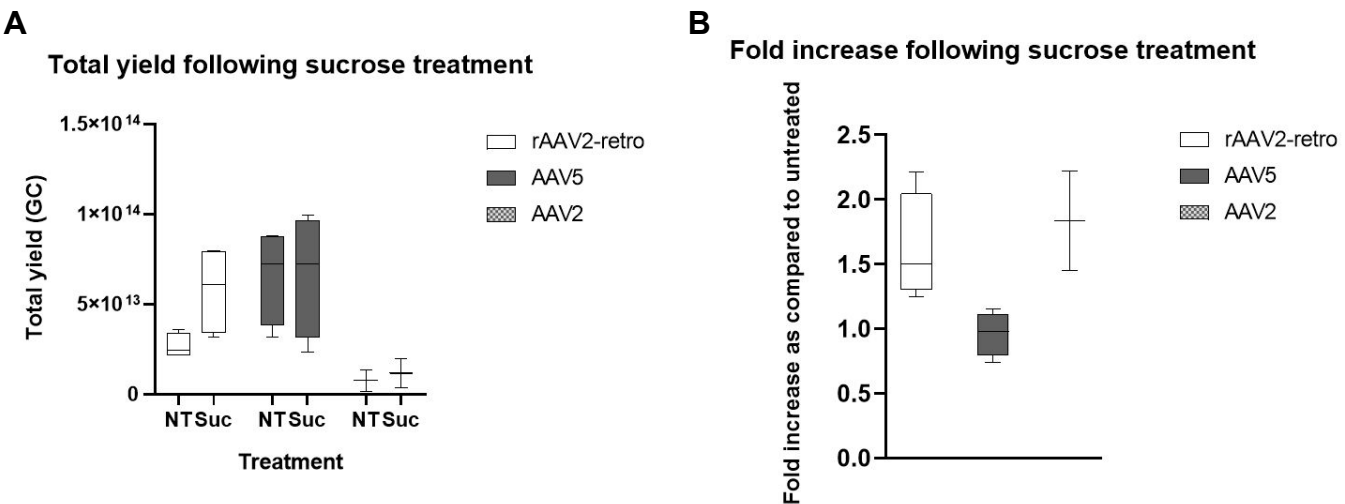 A
Total yield following sucrose treatment
Total yield (GC)
1.5×10¹⁴
1×10¹⁴
5×10¹³
0
NT Suc NT Suc NT Suc
Treatment
rAAV2-retro
AAV5
AAV2
B
Fold increase following sucrose treatment
Fold increase as compared to untreated
2.5
2.0
1.5
1.0
0.5
0.0
rAAV2-retro
AAV5
AAV2